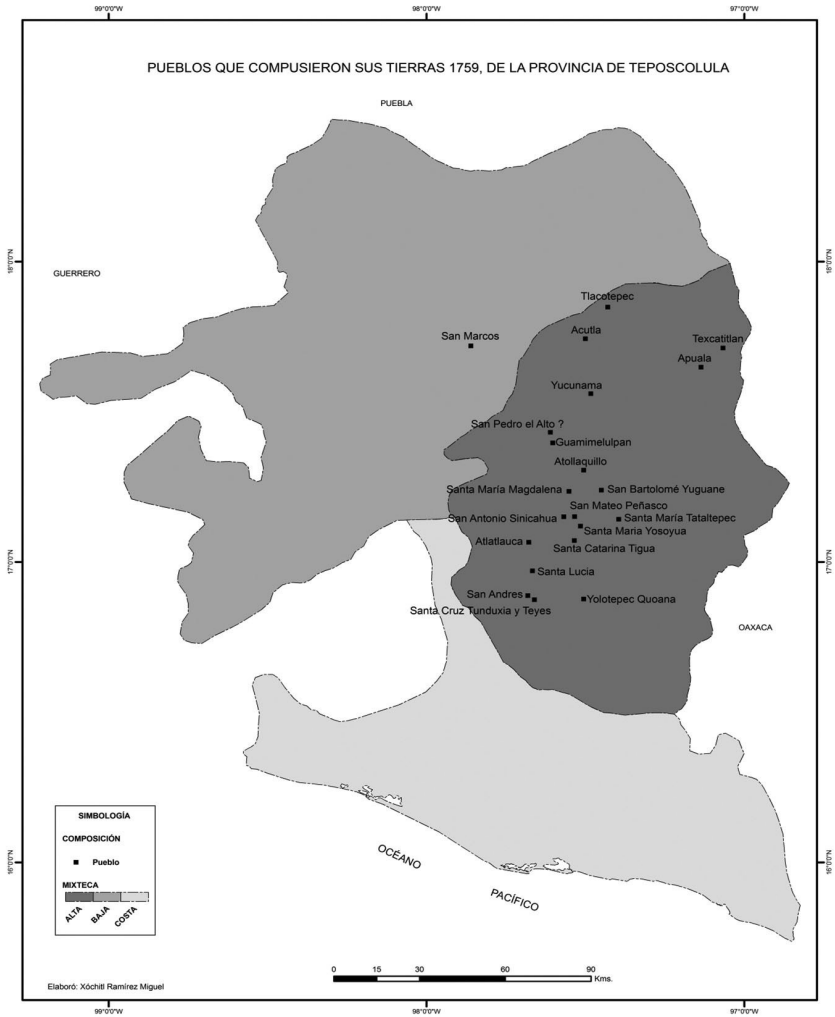 99°0'0"W 98°0'0"W 97°0'0"W
PUEBLOS QUE COMPUSIERON SUS TIERRAS 1759, DE LA PROVINCIA DE TEPOSCOLULA
PUEBLA
18°0'0"N 18°0'0"N
GUERRERO
Tlacotepec
Acutla
San Marcos
Texcatitlan
Apuala
Yucunama
San Pedro el Alto ?
Guamimelulpan
Atollaquillo
Santa María Magdalena
San Bartolomé Yuguane
San Mateo Peñasco
San Antonio Sinicahua
Santa María Tataltepec
Santa Maria Yosoyua
Atlatlauca
Santa Catarina Tigua
17°0'0"N 17°0'0"N
Santa Lucia
San Andres
Yolotepec Quoana
Santa Cruz Tunduxia y Teyes
OAXACA
SIMBOLOGÍA
COMPOSICIÓN
Pueblo
MIXTECA
ALTA
BAJA
COSTA
OCÉANO
PACÍFICO
16°0'0"N 16°0'0"N
0 15 30 60 90
Kms.
Elaboró: Xóchitl Ramírez Miguel
99°0'0"W 98°0'0"W 97°0'0"W